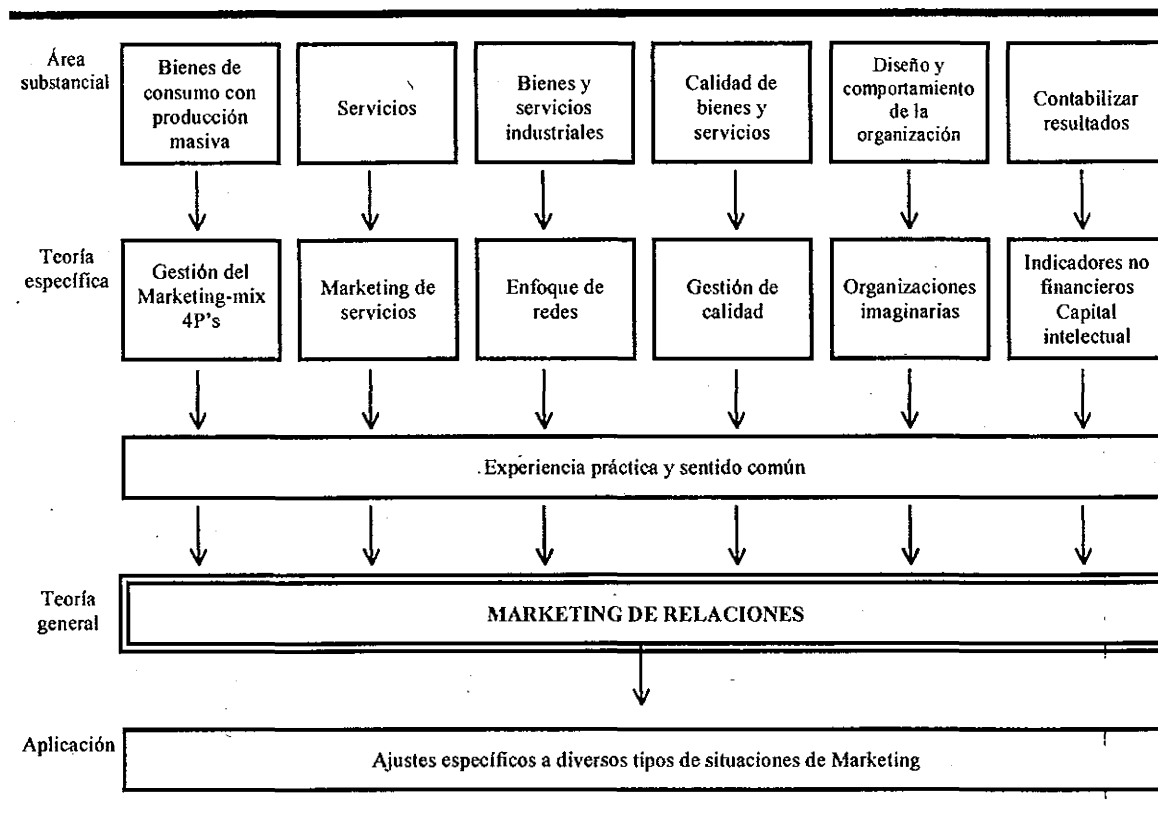 Área
substancial
Bienes de
consumo con
producción
masiva
Servicios
Bienes y
servicios
industriales
Calidad de
bienes y
servicios
Diseño y
comportamiento
de la
organización
Contabilizar
resultados
Teoría
específica
Gestión del
Marketing-mix
4P's
Marketing de
servicios
Enfoque de
redes
Gestión de
calidad
Organizaciones
imaginarias
Indicadores no
financieros
Capital
intelectual
Experiencia práctica y sentido común
Teoría
general
MARKETING DE RELACIONES
Aplicación
Ajustes específicos a diversos tipos de situaciones de Marketing